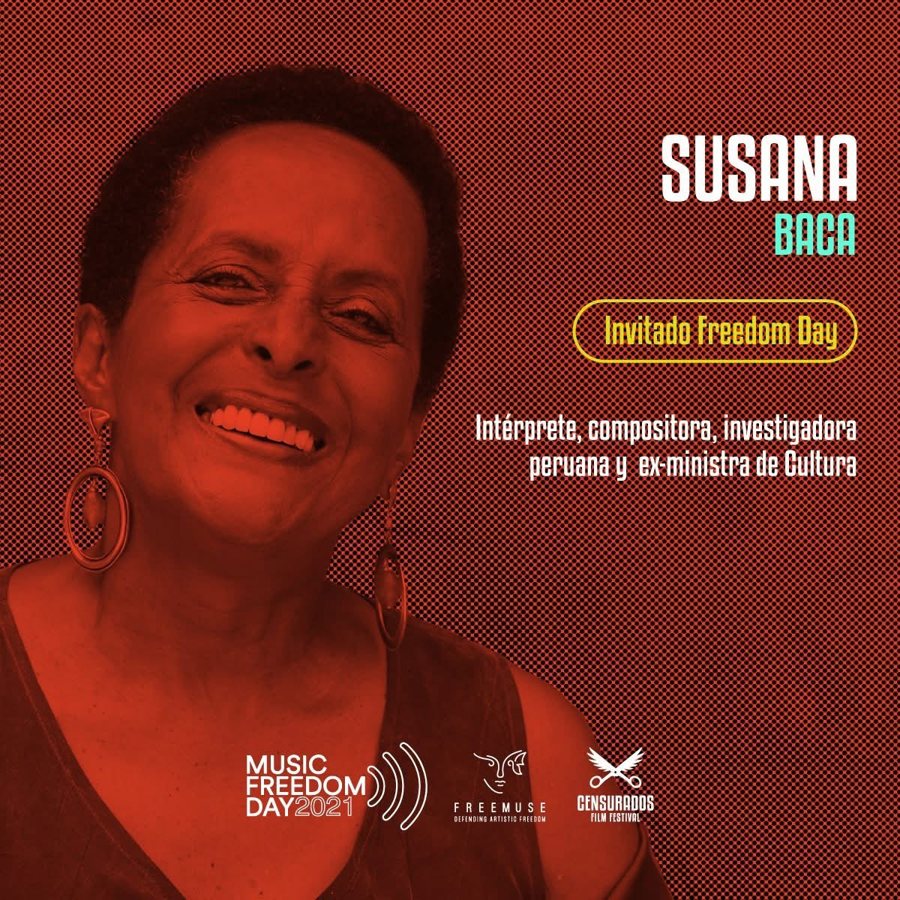 SUSANA
BACA
Invitado Freedom Day
Intérprete, compositora, investigadora
peruana y ex-ministra de Cultura
MUSIC
FREEDOM
DAY2021
FREEMUSE
DEFENDING ARTISTIC FREEDOM
CENSURADOS
FILM FESTIVAL